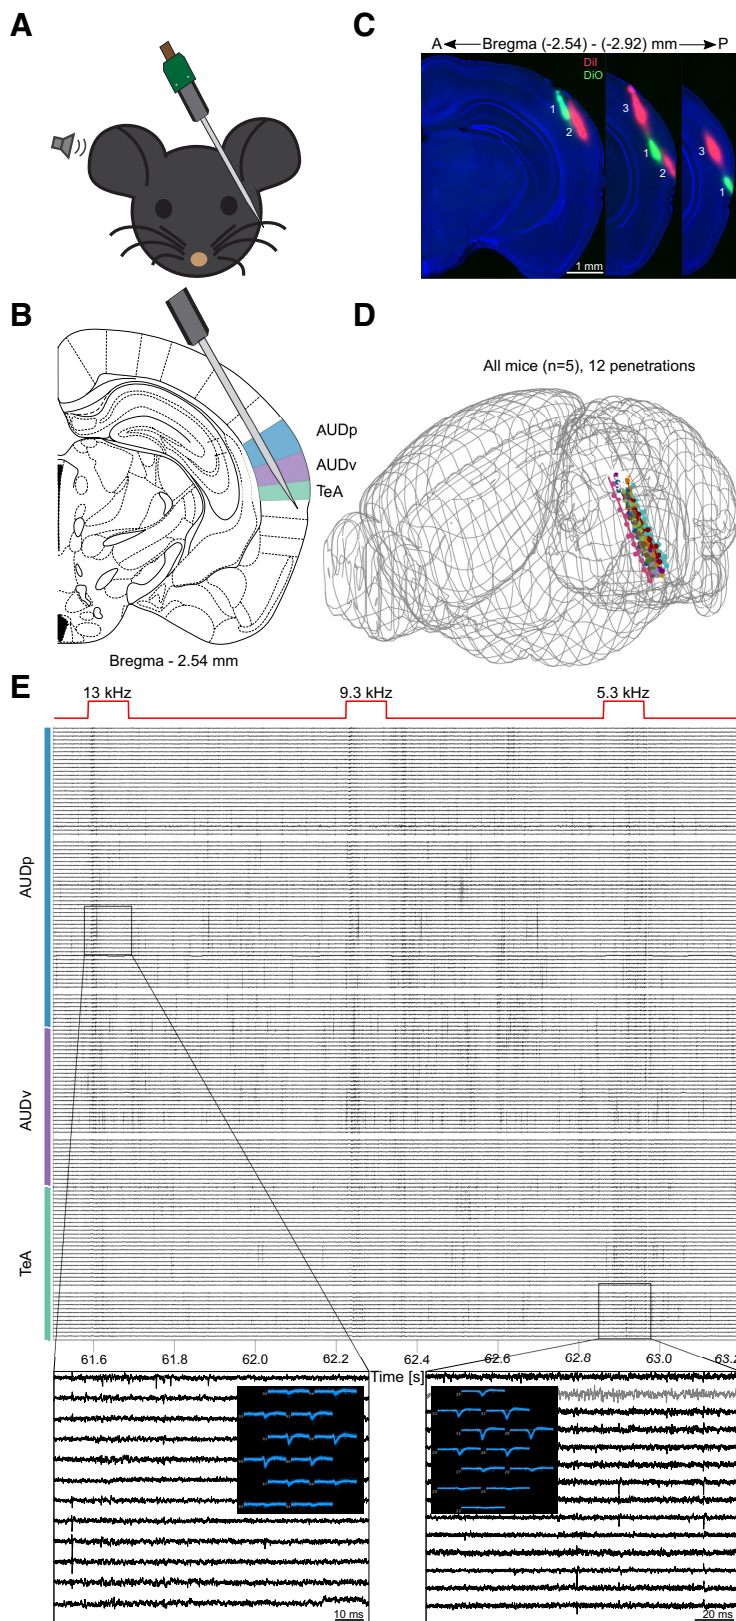 A
C
A Bregma (-2.54) - (-2.92) mm P
DiI
DiO
1
2
3
1
2
3
1
1 mm
B
AUDp
AUDv
TeA
Bregma - 2.54 mm
D
All mice (n=5), 12 penetrations
E
13 kHz 9.3 kHz 5.3 kHz
AUDp
AUDv
TeA
61.6 61.8 62.0 62.2 62.4 62.6 62.8 63.0 63.2
Time [s]
10 ms
20 ms